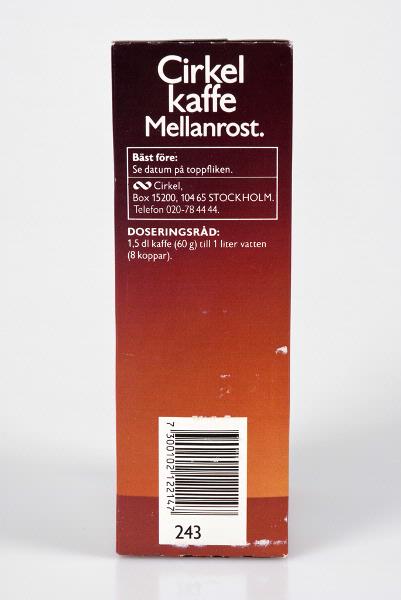 Cirkel
kaffe
Mellanrost.
Bäst före:
Se datum på toppfliken.
Cirkel,
Box 15200, 104 65 STOCKHOLM.
Telefon 020-78 44 44.
DOSERINGSRÅD:
1,5 dl kaffe (60 g) till 1 liter vatten
(8 koppar).
7 300102 122147
243